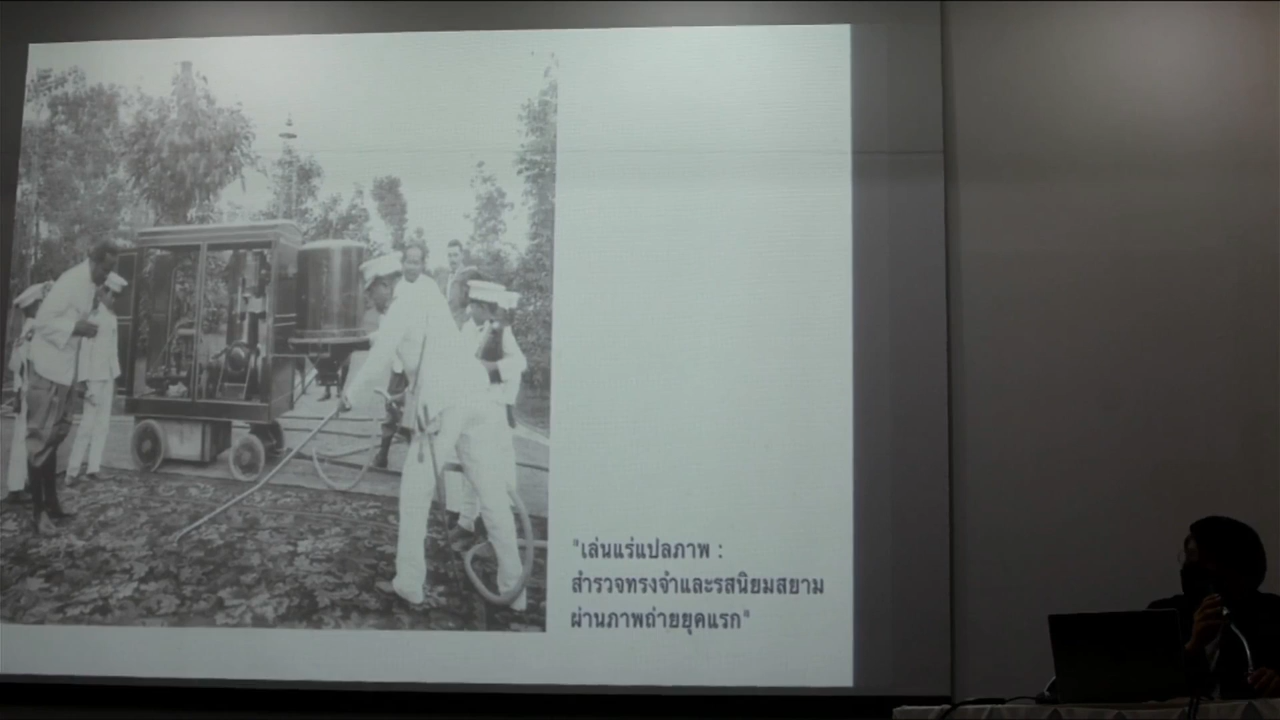 "เล่นแร่แปลภาพ :
สำรวจทรงจำและรสนิยมสยาม
ผ่านภาพถ่ายยุคแรก"